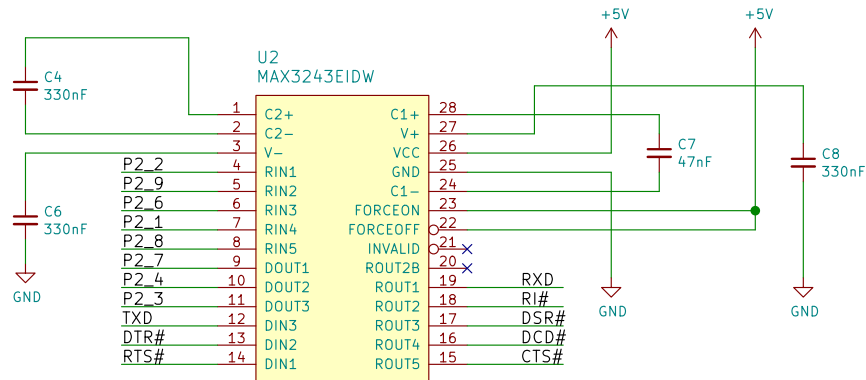 +5V
+5V
U2
MAX3243EIDW
C4
330nF
1 C2+ C1+ 28
2 C2- V+ 27
3 V- VCC 26
P2_2 4 RIN1 GND 25
P2_9 5 RIN2 C1- 24
P2_6 6 RIN3 FORCEON 23
P2_1 7 RIN4 FORCEOFF 22
P2_8 8 RIN5 INVALID 21
P2_7 9 DOUT1 ROUT2B 20
P2_4 10 DOUT2 ROUT1 19 RXD
P2_3 11 DOUT3 ROUT2 18 RI#
TXD 12 DIN3 ROUT3 17 DSR#
DTR# 13 DIN2 ROUT4 16 DCD#
RTS# 14 DIN1 ROUT5 15 CTS#
C7
47nF
C8
330nF
C6
330nF
GND
GND
GND